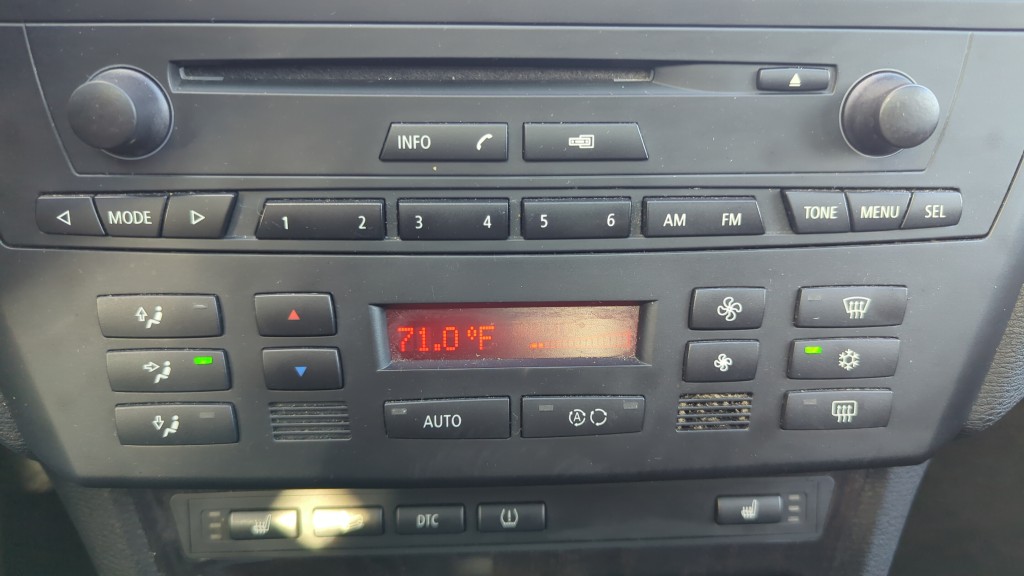 INFO
MODE 1 2 3 4 5 6 AM FM TONE MENU SEL
71.0°F
AUTO A
DTC